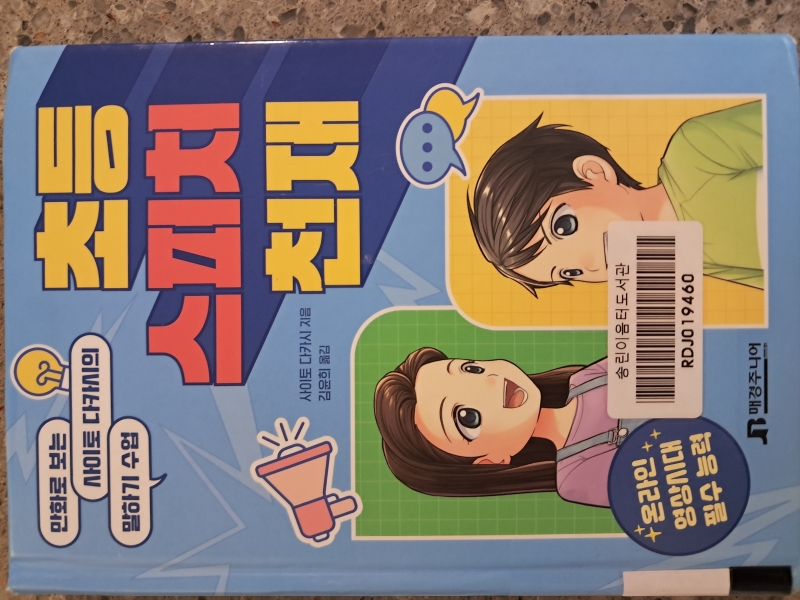 만화로 보는
사이토 다카시의
말하기 수업
초등
스피치
천재
사이토 다카시 지음
김윤희 옮김
송린이음터도서관
RDJ019460
온라인
영상시대
필수 능력
매경주니어